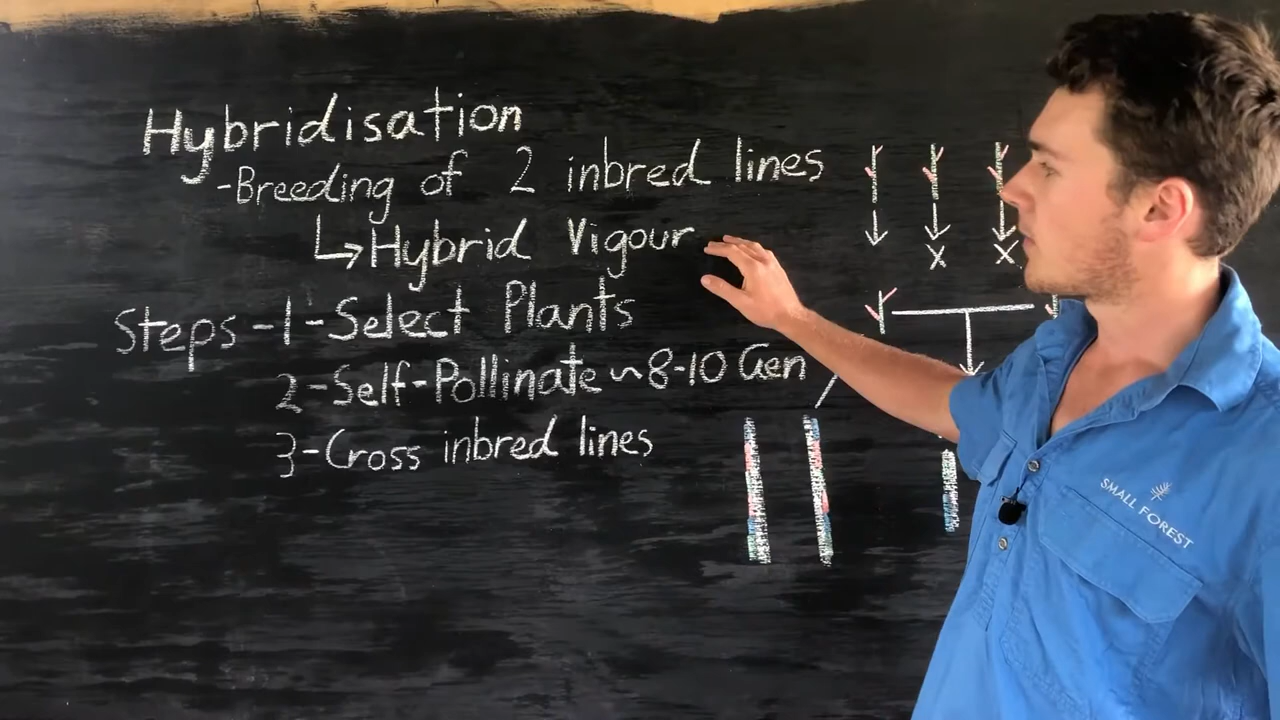 Hybridisation
-Breeding of 2 inbred lines
↳Hybrid Vigour
Steps -1-Select Plants
2-Self-Pollinate ~8-10 Gen
3-Cross inbred lines
x x
SMALL FOREST